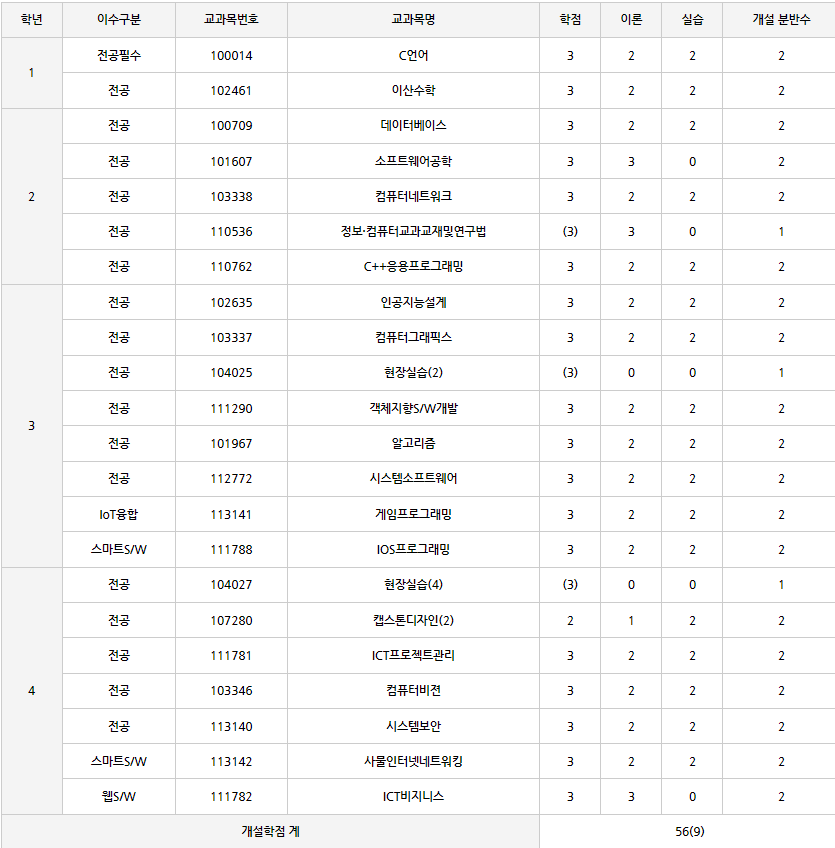 학년 이수구분 교과목번호 교과목명 학점 이론 실습 개설 분반수
1 전공필수 100014 C언어 3 2 2 2
전공 102461 이산수학 3 2 2 2
2 전공 100709 데이터베이스 3 2 2 2
전공 101607 소프트웨어공학 3 3 0 2
전공 103338 컴퓨터네트워크 3 2 2 2
전공 110536 정보·컴퓨터교과교재및연구법 (3) 3 0 1
전공 110762 C++응용프로그래밍 3 2 2 2
3 전공 102635 인공지능설계 3 2 2 2
전공 103337 컴퓨터그래픽스 3 2 2 2
전공 104025 현장실습(2) (3) 0 0 1
전공 111290 객체지향S/W개발 3 2 2 2
전공 101967 알고리즘 3 2 2 2
전공 112772 시스템소프트웨어 3 2 2 2
IoT융합 113141 게임프로그래밍 3 2 2 2
스마트S/W 111788 IOS프로그래밍 3 2 2 2
4 전공 104027 현장실습(4) (3) 0 0 1
전공 107280 캡스톤디자인(2) 2 1 2 2
전공 111781 ICT프로젝트관리 3 2 2 2
전공 103346 컴퓨터비젼 3 2 2 2
전공 113140 시스템보안 3 2 2 2
스마트S/W 113142 사물인터넷네트워킹 3 2 2 2
웹S/W 111782 ICT비지니스 3 3 0 2
개설학점 계 56(9)